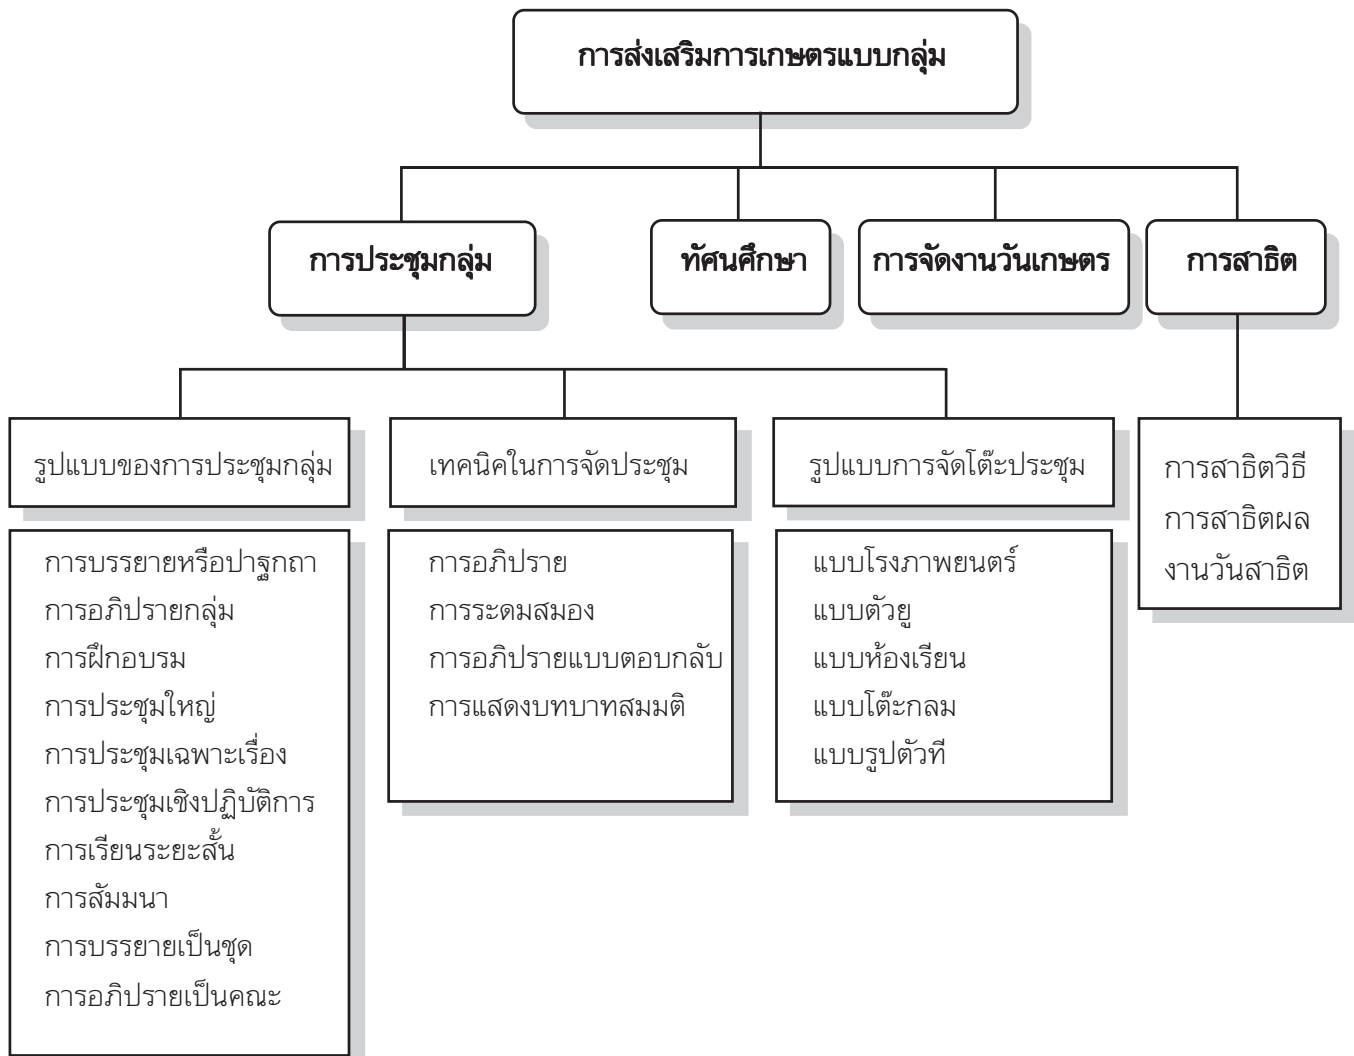 การส่งเสริมการเกษตรแบบกลุ่ม
การประชุมกลุ่ม
ทัศนศึกษา
การจัดงานวันเกษตร
การสาธิต
รูปแบบของการประชุมกลุ่ม
การบรรยายหรือปาฐกถา
การอภิปรายกลุ่ม
การฝึกอบรม
การประชุมใหญ่
การประชุมเฉพาะเรื่อง
การประชุมเชิงปฏิบัติการ
การเรียนระยะสั้น
การสัมมนา
การบรรยายเป็นชุด
การอภิปรายเป็นคณะ
เทคนิคในการจัดประชุม
การอภิปราย
การระดมสมอง
การอภิปรายแบบตอบกลับ
การแสดงบทบาทสมมติ
รูปแบบการจัดโต๊ะประชุม
แบบโรงภาพยนตร์
แบบตัวยู
แบบห้องเรียน
แบบโต๊ะกลม
แบบรูปตัวที
การสาธิตวิธี
การสาธิตผล
งานวันสาธิต